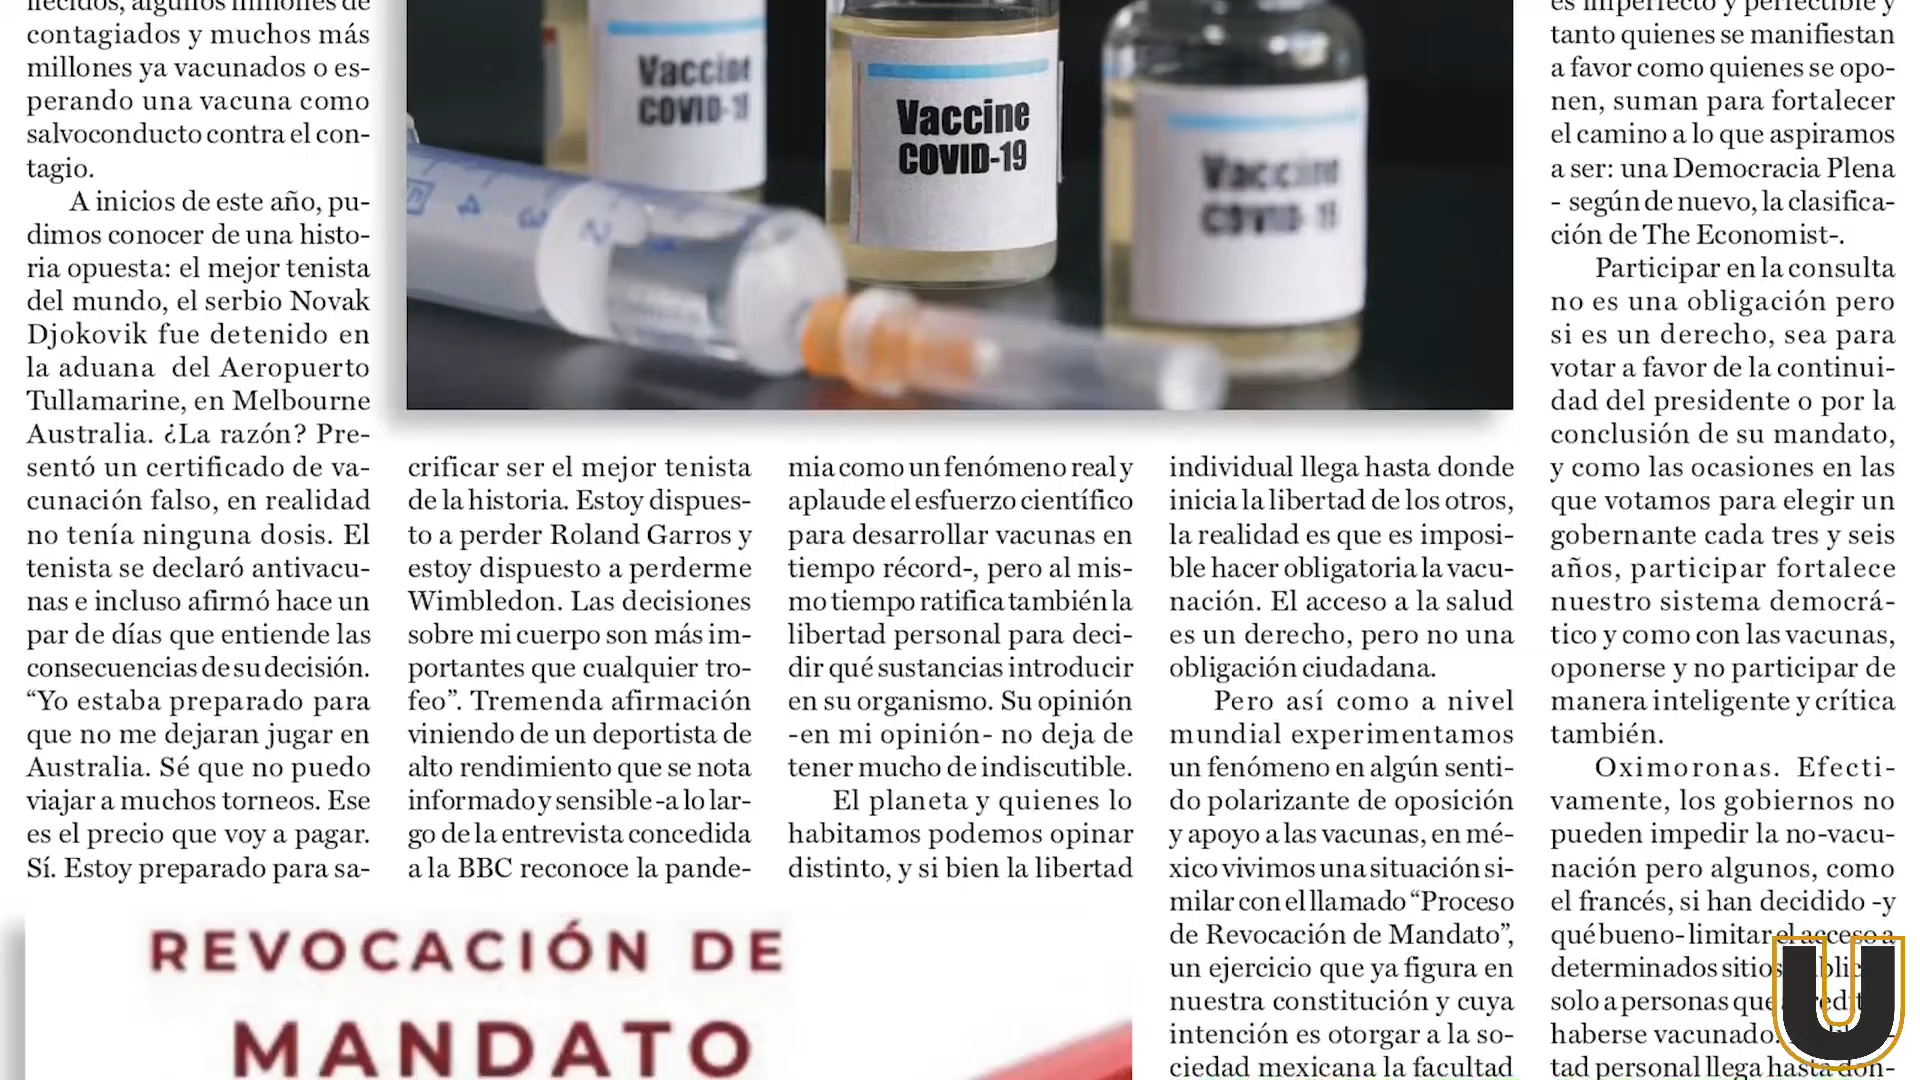 necidos, algunos millones de
contagiados y muchos más
millones ya vacunados o es-
perando una vacuna como
salvoconducto contra el con-
tagio.
A inicios de este año, pu-
dimos conocer de una histo-
ria opuesta: el mejor tenista
del mundo, el serbio Novak
Djokovik fue detenido en
la aduana del Aeropuerto
Tullamarine, en Melbourne
Australia. ¿La razón? Pre-
sentó un certificado de va-
cunación falso, en realidad
no tenía ninguna dosis. El
tenista se declaró antivacu-
nas e incluso afirmó hace un
par de días que entiende las
consecuencias de su decisión.
“Yo estaba preparado para
que no me dejaran jugar en
Australia. Sé que no puedo
viajar a muchos torneos. Ese
es el precio que voy a pagar.
Sí. Estoy preparado para sa-
Vaccine
COVID-19
Vaccine
COVID-19
Vaccine
COVID-19
4
3
2
1
crificar ser el mejor tenista
de la historia. Estoy dispues-
to a perder Roland Garros y
estoy dispuesto a perderme
Wimbledon. Las decisiones
sobre mi cuerpo son más im-
portantes que cualquier tro-
feo”. Tremenda afirmación
viniendo de un deportista de
alto rendimiento que se nota
informado y sensible -a lo lar-
go de la entrevista concedida
a la BBC reconoce la pande-
mia como un fenómeno real y
aplaude el esfuerzo científico
para desarrollar vacunas en
tiempo récord-, pero al mis-
mo tiempo ratifica también la
libertad personal para deci-
dir qué sustancias introducir
en su organismo. Su opinión
-en mi opinión- no deja de
tener mucho de indiscutible.
El planeta y quienes lo
habitamos podemos opinar
distinto, y si bien la libertad
individual llega hasta donde
inicia la libertad de los otros,
la realidad es que es imposi-
ble hacer obligatoria la vacu-
nación. El acceso a la salud
es un derecho, pero no una
obligación ciudadana.
Pero así como a nivel
mundial experimentamos
un fenómeno en algún senti-
do polarizante de oposición
y apoyo a las vacunas, en mé-
xico vivimos una situación si-
milar con el llamado “Proceso
de Revocación de Mandato”,
un ejercicio que ya figura en
nuestra constitución y cuya
intención es otorgar a la so-
ciedad mexicana la facultad
es imperfecto y perfectible y
tanto quienes se manifiestan
a favor como quienes se opo-
nen, suman para fortalecer
el camino a lo que aspiramos
a ser: una Democracia Plena
- según de nuevo, la clasifica-
ción de The Economist-.
Participar en la consulta
no es una obligación pero
si es un derecho, sea para
votar a favor de la continui-
dad del presidente o por la
conclusión de su mandato,
y como las ocasiones en las
que votamos para elegir un
gobernante cada tres y seis
años, participar fortalece
nuestro sistema democrá-
tico y como con las vacunas,
oponerse y no participar de
manera inteligente y crítica
también.
Oximoronas. Efecti-
vamente, los gobiernos no
pueden impedir la no-vacu-
nación pero algunos, como
el francés, si han decidido -y
qué bueno- limitar el acceso a
determinados sitios
solo a personas que
haberse vacunado.
tad personal llega hasta don-
REVOCACIÓN DE
MANDATO
U